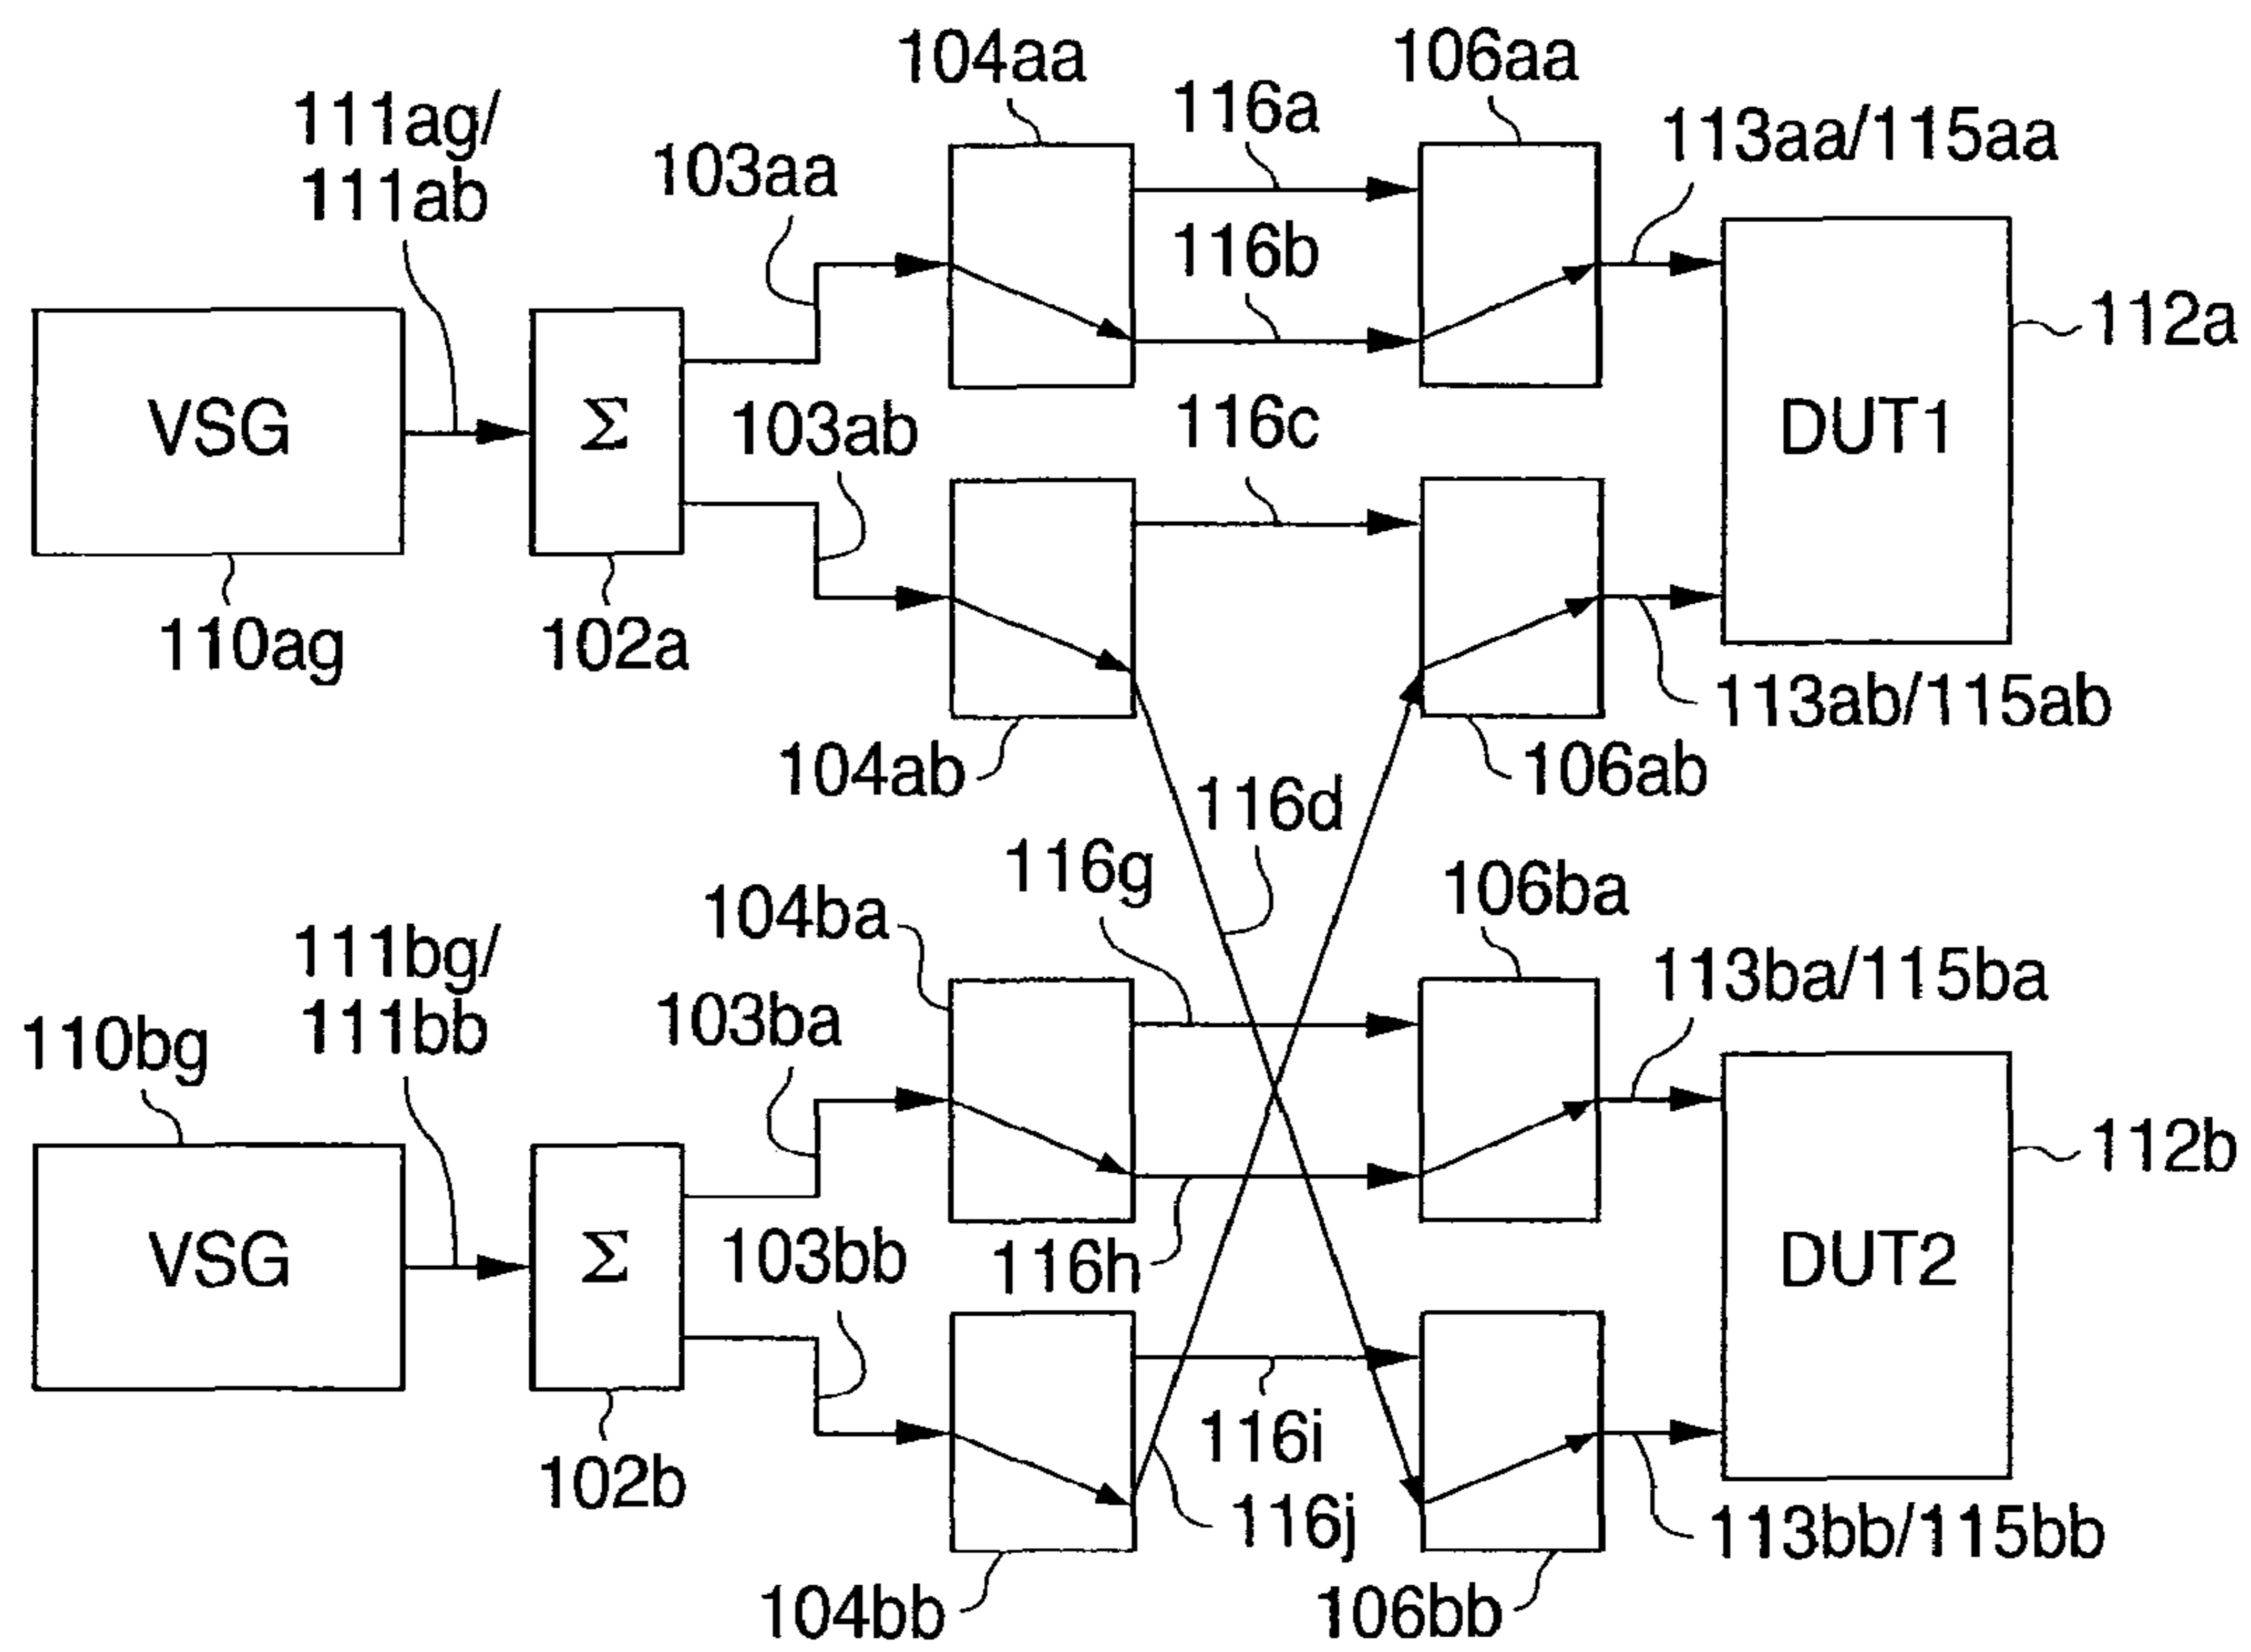 104aa
106aa
116a
111ag/
111ab
103aa
113aa/115aa
116b
112a
VSG
Σ
103ab
116c
DUT1
110ag
102a
113ab/115ab
104ab
116d
106ab
116g
104ba
106ba
111bg/
111bb
113ba/115ba
110bg
103ba
112b
VSG
Σ
103bb
116h
DUT2
116i
102b
116j
113bb/115bb
104bb
106bb